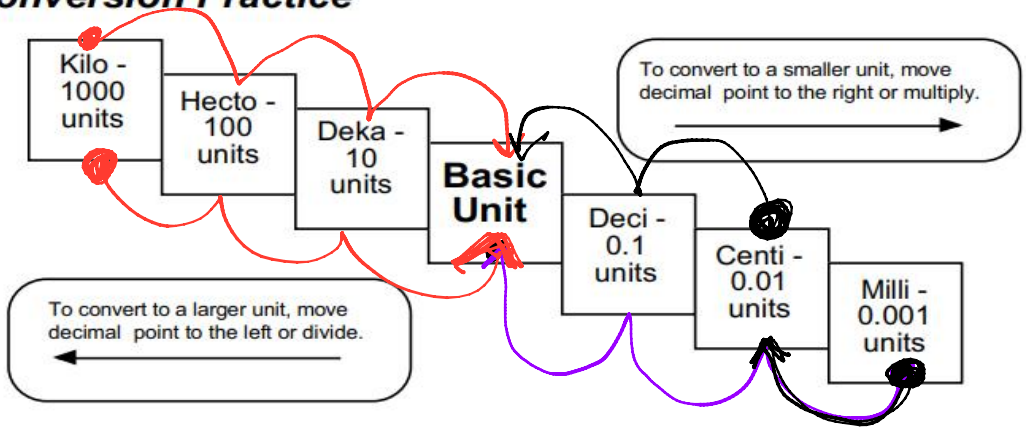 Conversion Practice
Kilo -
1000
units
Hecto -
100
units
Deka -
10
units
Basic
Unit
Deci -
0.1
units
Centi -
0.01
units
Milli -
0.001
units
To convert to a smaller unit, move
decimal point to the right or multiply.
To convert to a larger unit, move
decimal point to the left or divide.